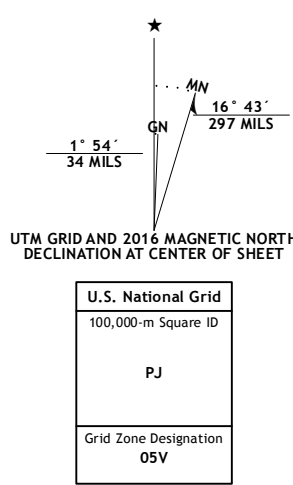 ★
MN
GN
16° 43´
297 MILS
1° 54´
34 MILS
UTM GRID AND 2016 MAGNETIC NORTH
DECLINATION AT CENTER OF SHEET
U.S. National Grid
100,000-m Square ID
PJ
Grid Zone Designation
05V